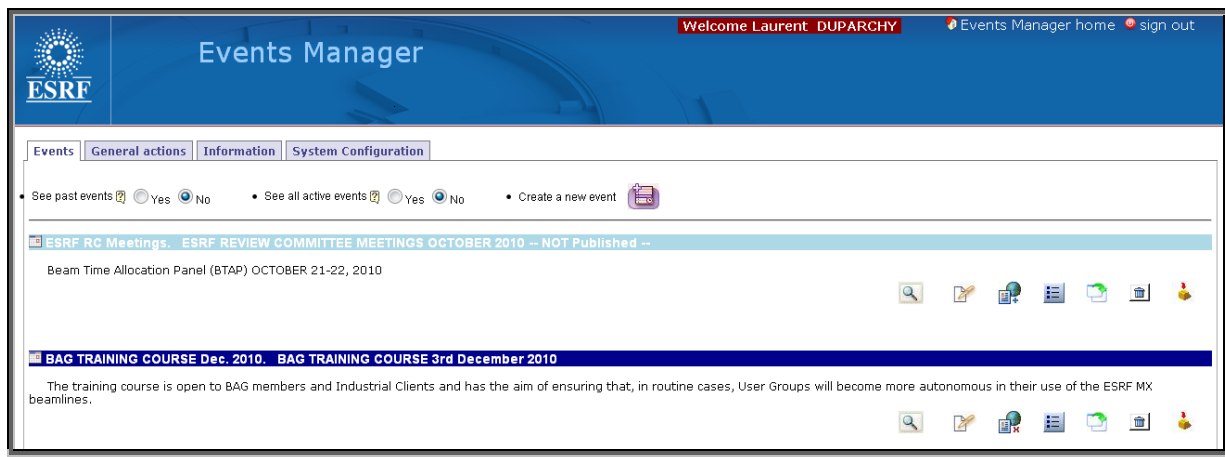 Welcome Laurent DUPARCHY
Events Manager home
sign out
Events Manager
ESRF
Events
General actions
Information
System Configuration
• See past events ? Yes No
• See all active events ? Yes No
• Create a new event
ESRF RC Meetings. ESRF REVIEW COMMITTEE MEETINGS OCTOBER 2010 -- NOT Published --
Beam Time Allocation Panel (BTAP) OCTOBER 21-22, 2010
BAG TRAINING COURSE Dec. 2010. BAG TRAINING COURSE 3rd December 2010
The training course is open to BAG members and Industrial Clients and has the aim of ensuring that, in routine cases, User Groups will become more autonomous in their use of the ESRF MX
beamlines.